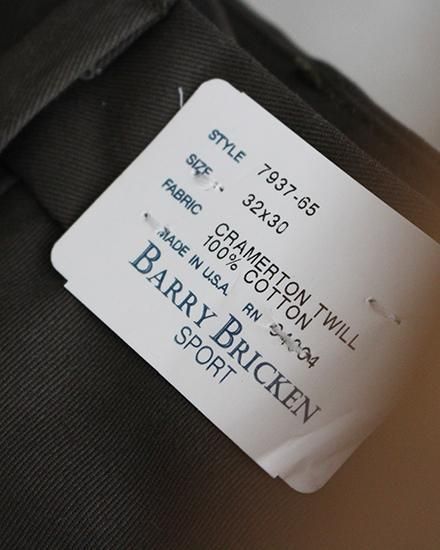 STYLE 7937-65
SIZE 32x30
FABRIC CRAMERTON TWILL
100% COTTON
MADE IN U.S.A. RN
BARRY BRICKEN
SPORT